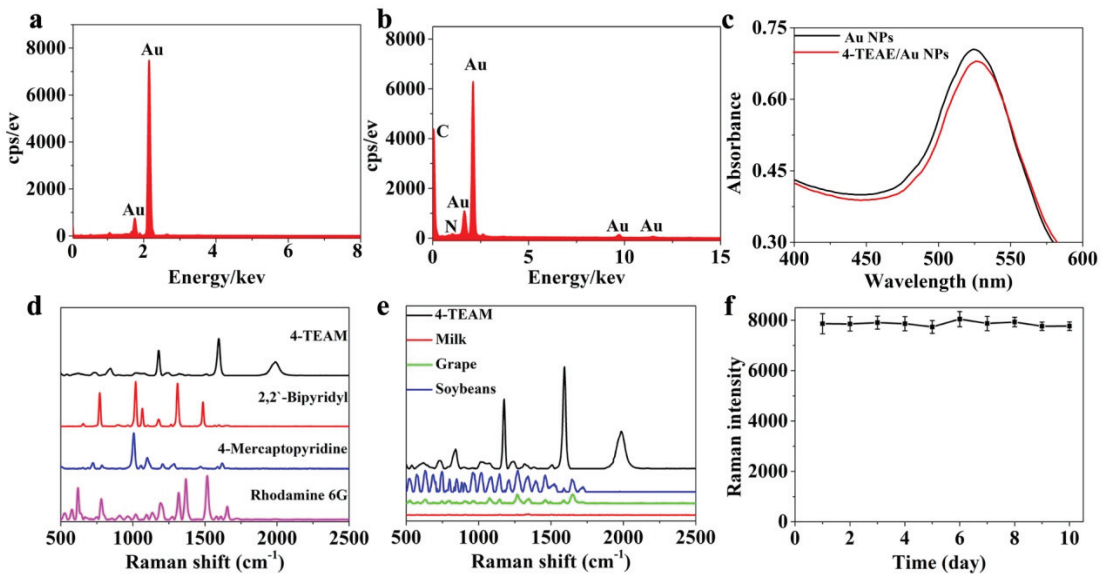 a
Au
Au
8000
6000
4000
2000
0
cps/ev
0 2 4 6 8
Energy/kev
b
Au
C
Au
N
Au
Au
8000
6000
4000
2000
0
cps/ev
0 5 10 15
Energy/kev
c
Au NPs
4-TEAE/Au NPs
0.75
0.60
0.45
0.30
Absorbance
400 450 500 550 600
Wavelength (nm)
d
4-TEAM
2,2`-Bipyridyl
4-Mercaptopyridine
Rhodamine 6G
500 1000 1500 2000 2500
Raman shift (cm-1)
e
4-TEAM
Milk
Grape
Soybeans
500 1000 1500 2000 2500
Raman shift (cm-1)
f
8000
6000
4000
2000
0
Raman intensity
0 2 4 6 8 10
Time (day)